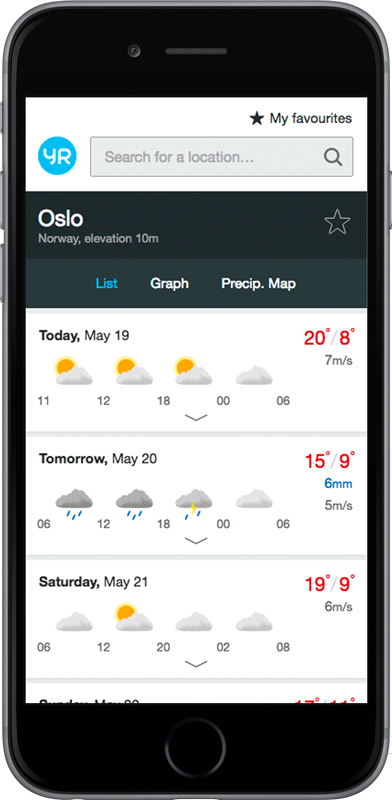 My favourites
YR
Search for a location...
Oslo
Norway, elevation 10m
List Graph Precip. Map
Today, May 19 20°/8°
7m/s
11 12 18 00 06
Tomorrow, May 20 15°/9°
6mm
5m/s
06 12 18 00 06
Saturday, May 21 19°/9°
6m/s
06 12 20 02 08